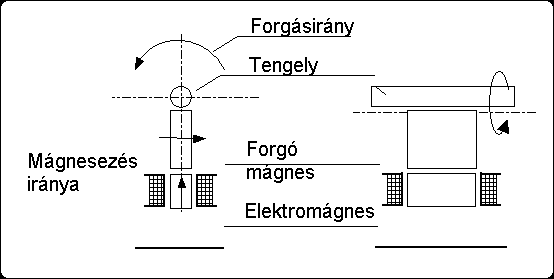 Forgásirány
Tengely
Mágnesezés
iránya
Forgó
mágnes
Elektromágnes